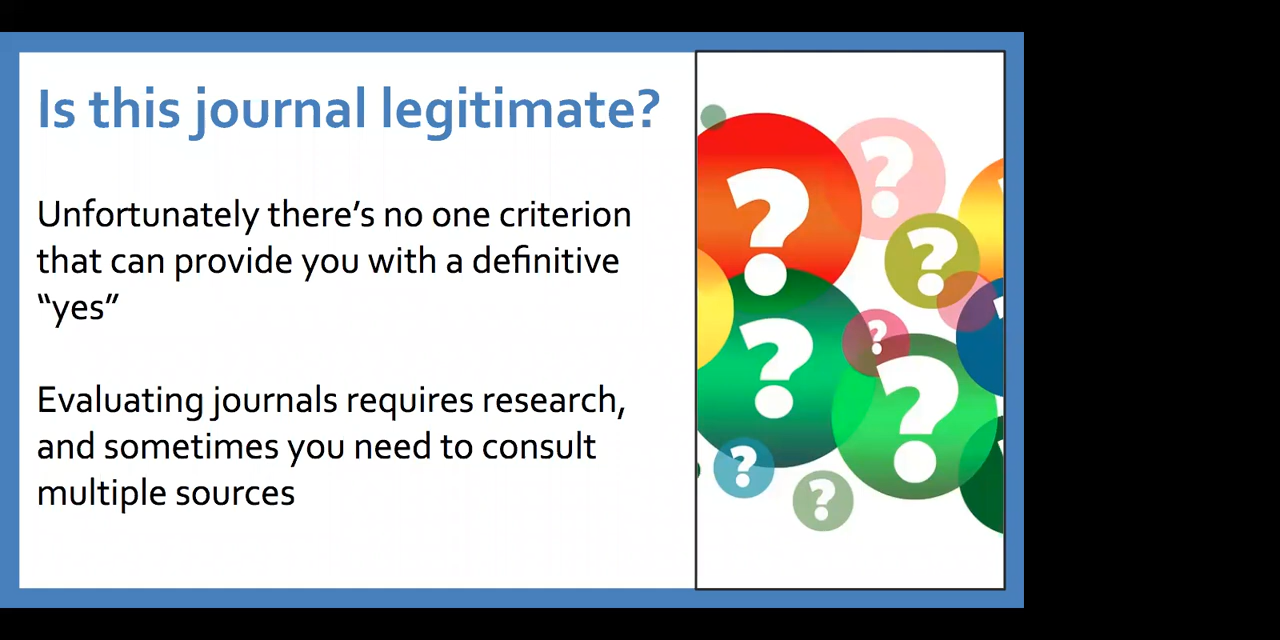 Is this journal legitimate?
Unfortunately there’s no one criterion
that can provide you with a definitive
“yes”
Evaluating journals requires research,
and sometimes you need to consult
multiple sources
?
?
?
?
?
?
?
?